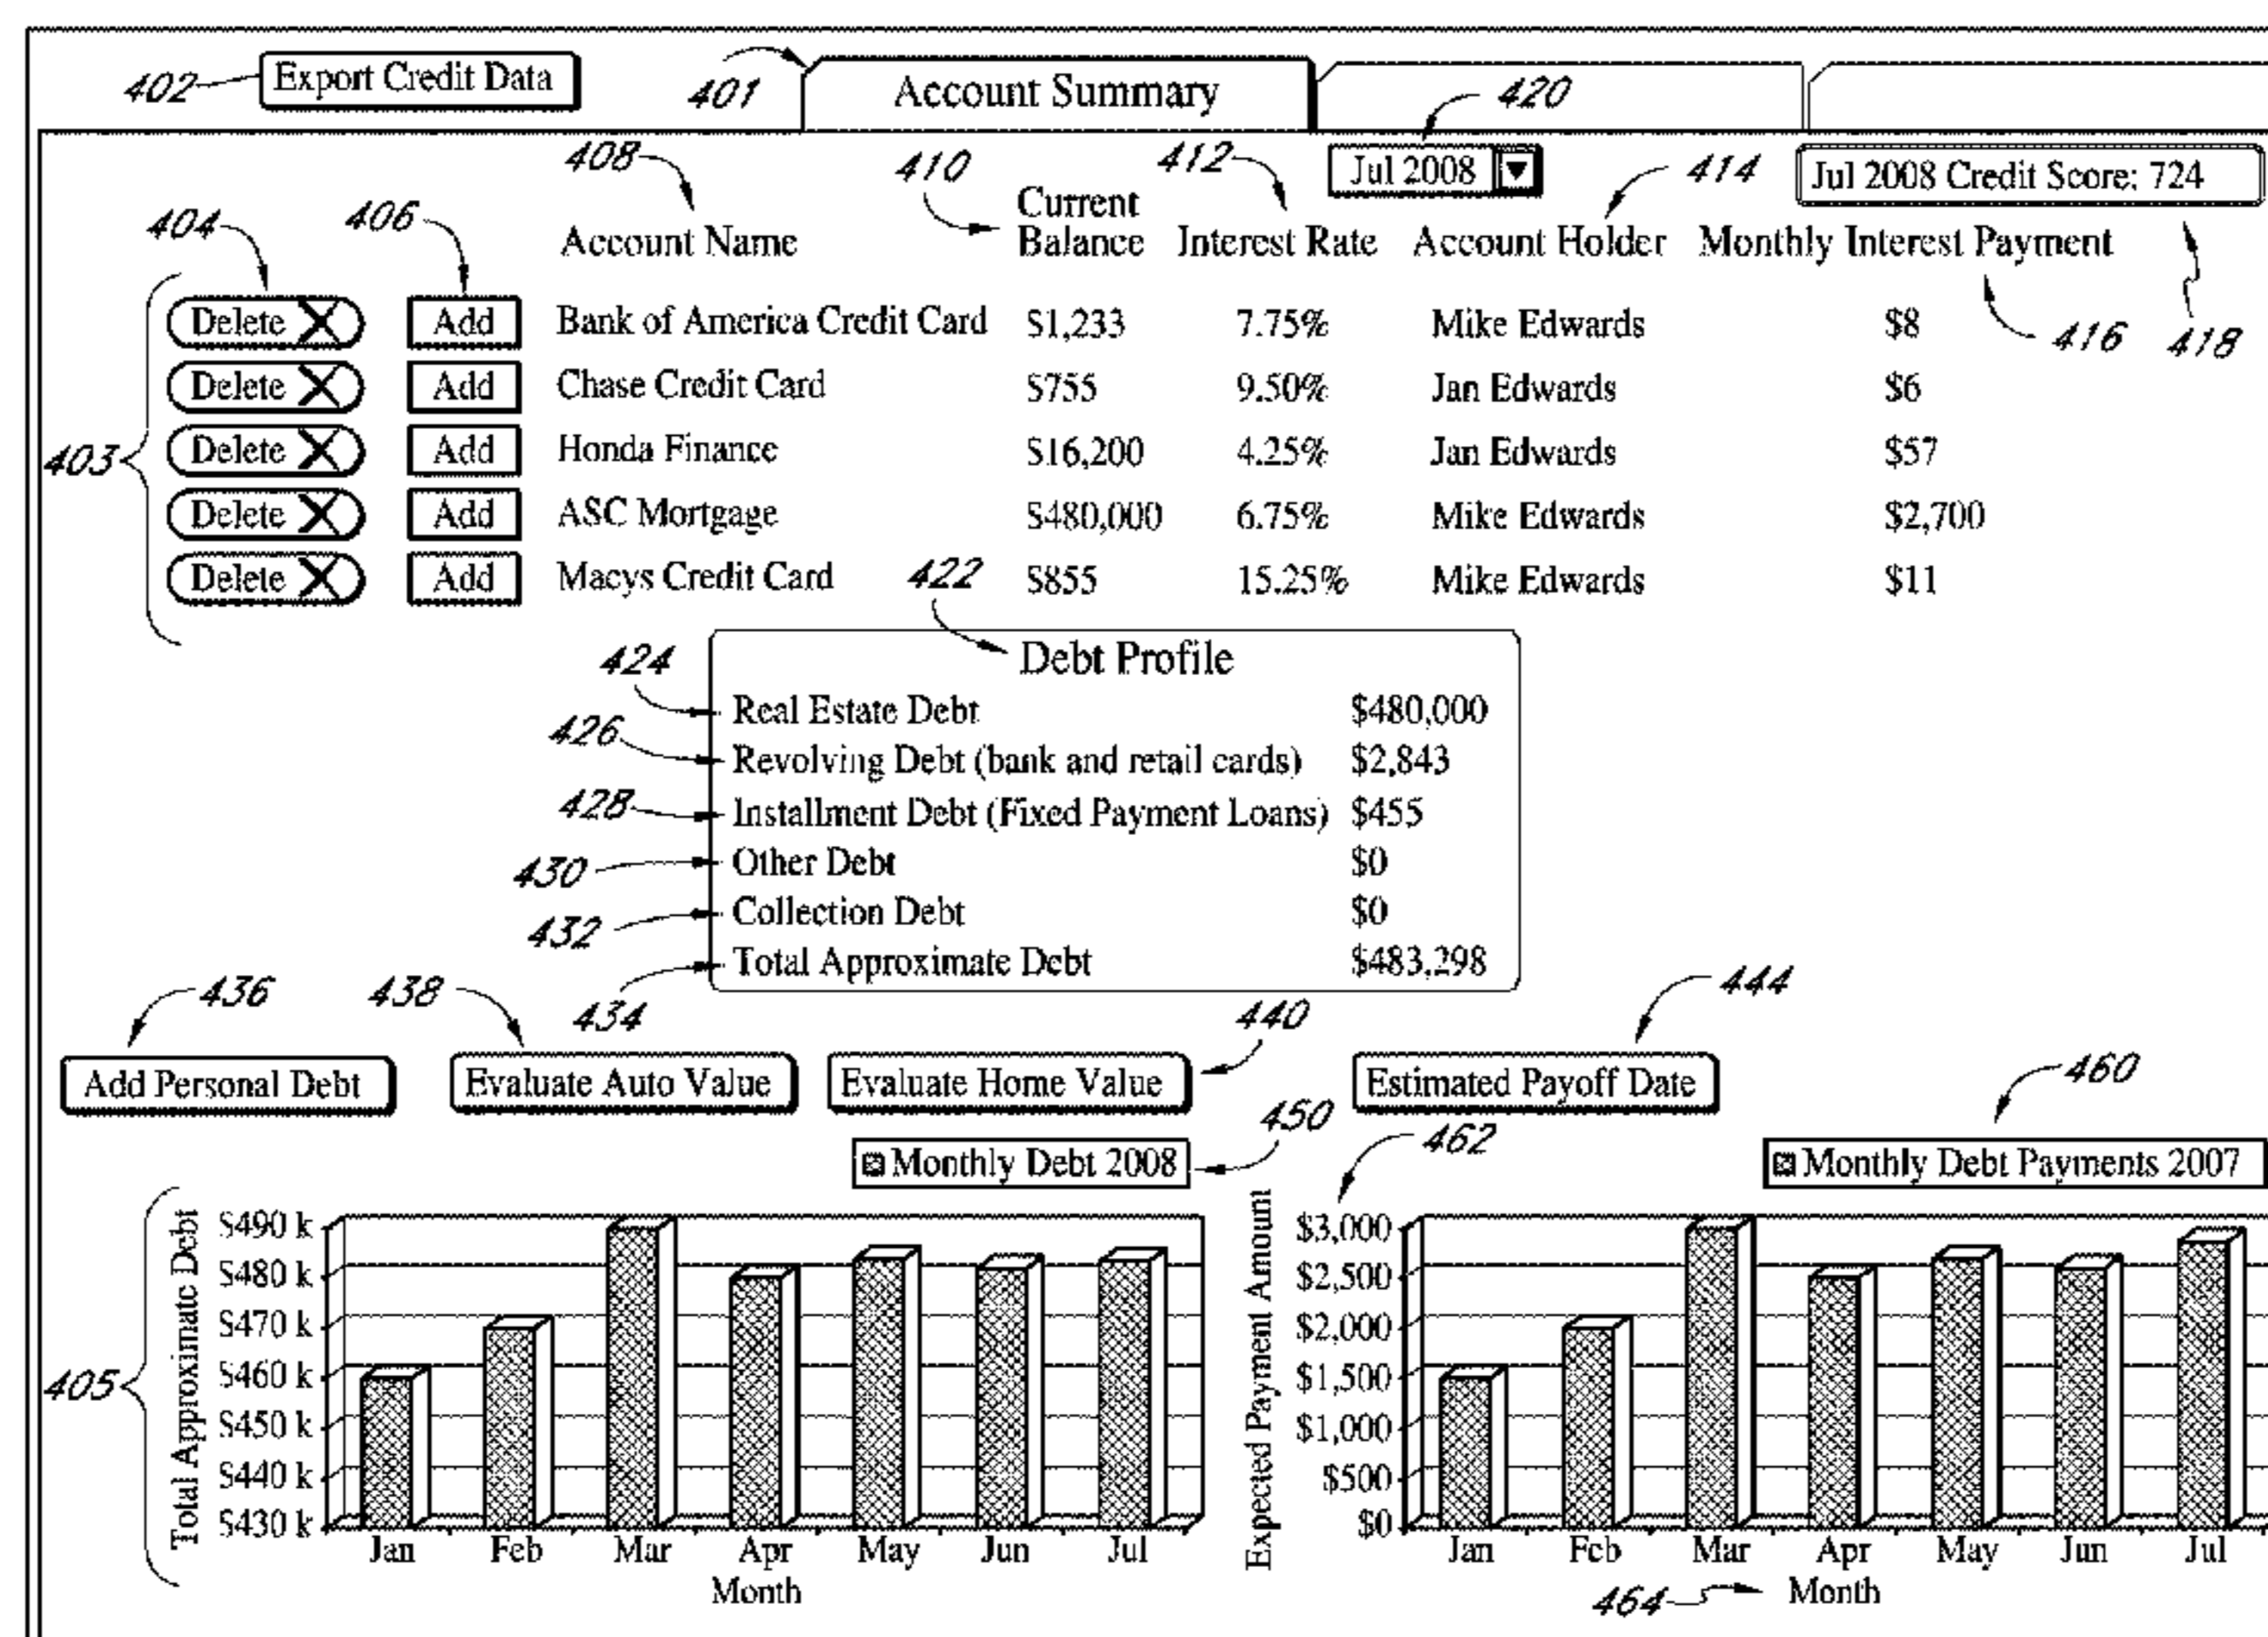 402 Export Credit Data 401 Account Summary 420
408 410 412 Jul 2008 414 Jul 2008 Credit Score: 724
404 406 Account Name Current Balance Interest Rate Account Holder Monthly Interest Payment
Delete Add Bank of America Credit Card $1,233 7.75% Mike Edwards $8 416 418
Delete Add Chase Credit Card $755 9.50% Jan Edwards $6
403 Delete Add Honda Finance $16,200 4.25% Jan Edwards $57
Delete Add ASC Mortgage $480,000 6.75% Mike Edwards $2,700
Delete Add Macys Credit Card 422 $855 15.25% Mike Edwards $11
424 Debt Profile
Real Estate Debt $480,000
426 Revolving Debt (bank and retail cards) $2,843
428 Installment Debt (Fixed Payment Loans) $455
430 Other Debt $0
432 Collection Debt $0
Total Approximate Debt $483,298
436 438 434 440 444
Add Personal Debt Evaluate Auto Value Evaluate Home Value Estimated Payoff Date 460
450 462
Monthly Debt 2008 Monthly Debt Payments 2007
405 Total Approximate Debt
$490 k
$480 k
$470 k
$460 k
$450 k
$440 k
$430 k
Jan Feb Mar Apr May Jun Jul
Month
Expected Payment Amount
$3,000
$2,500
$2,000
$1,500
$1,000
$500
$0
Jan Feb Mar Apr May Jun Jul
464 Month